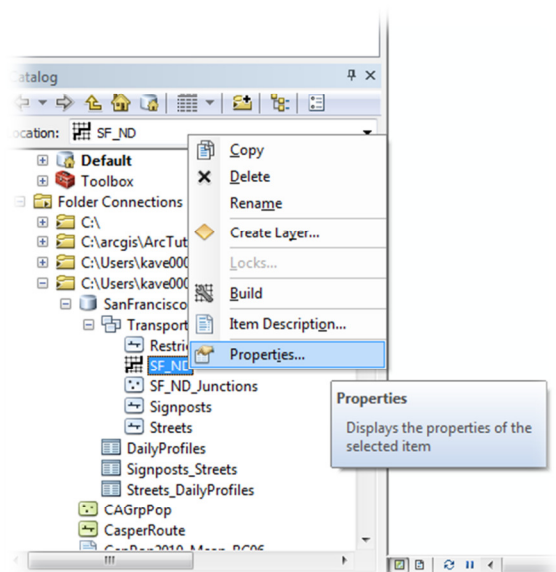 Catalog
Location: SF_ND
Default
Toolbox
Folder Connections
C:\
C:\arcgis\ArcTut
C:\Users\kave000
C:\Users\kave000
SanFrancisco
Transport
Restri
SF_ND
SF_ND_Junctions
Signposts
Streets
DailyProfiles
Signposts_Streets
Streets_DailyProfiles
CAGrpPop
CasperRoute
Copy
Delete
Rename
Create Layer...
Locks...
Build
Item Description...
Properties...
Properties
Displays the properties of the
selected item